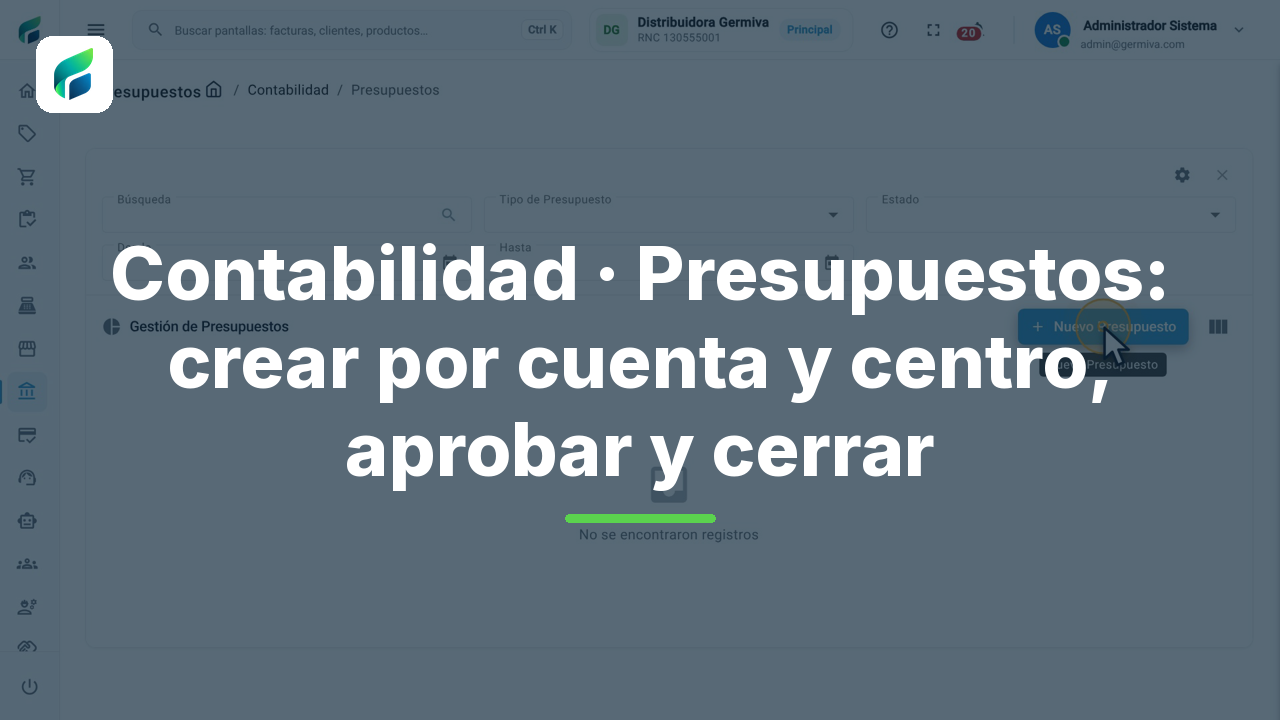 Buscar pantallas: facturas, clientes, productos...
Ctrl K
DG
Distribuidora Germiva
RNC 130555001
Principal
20
AS
Administrador Sistema
admin@germiva.com
esupuestos / Contabilidad / Presupuestos
Búsqueda
Tipo de Presupuesto
Estado
Hasta
Contabilidad · Presupuestos:
crear por cuenta y centro,
aprobar y cerrar
Gestión de Presupuestos
+ Nuevo Presupuesto
Presupuesto
No se encontraron registros